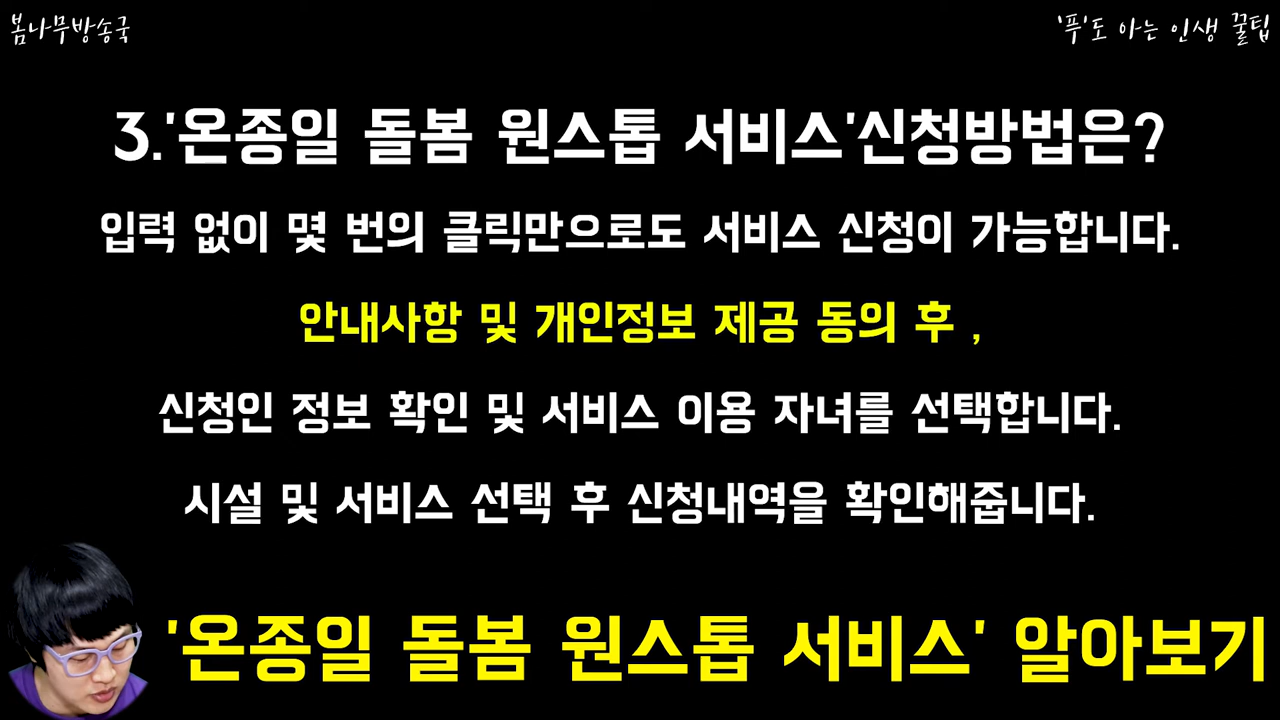 봄나무방송국
'푸'도 아는 인생 꿀팁
3.'온종일 돌봄 원스톱 서비스'신청방법은?
입력 없이 몇 번의 클릭만으로도 서비스 신청이 가능합니다.
안내사항 및 개인정보 제공 동의 후 ,
신청인 정보 확인 및 서비스 이용 자녀를 선택합니다.
시설 및 서비스 선택 후 신청내역을 확인해줍니다.
'온종일 돌봄 원스톱 서비스' 알아보기